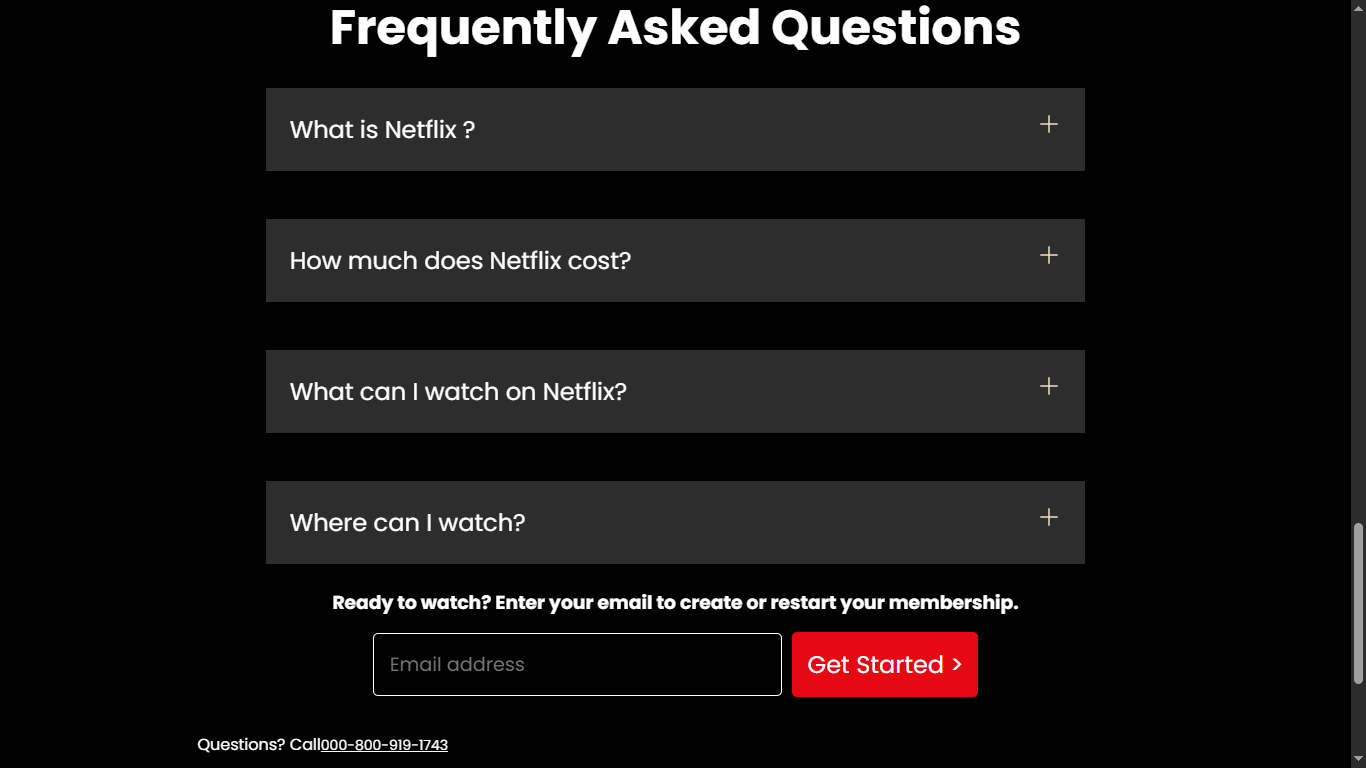 Frequently Asked Questions
What is Netflix ?
How much does Netflix cost?
What can I watch on Netflix?
Where can I watch?
Ready to watch? Enter your email to create or restart your membership.
Email address
Get Started >
Questions? Call000-800-919-1743